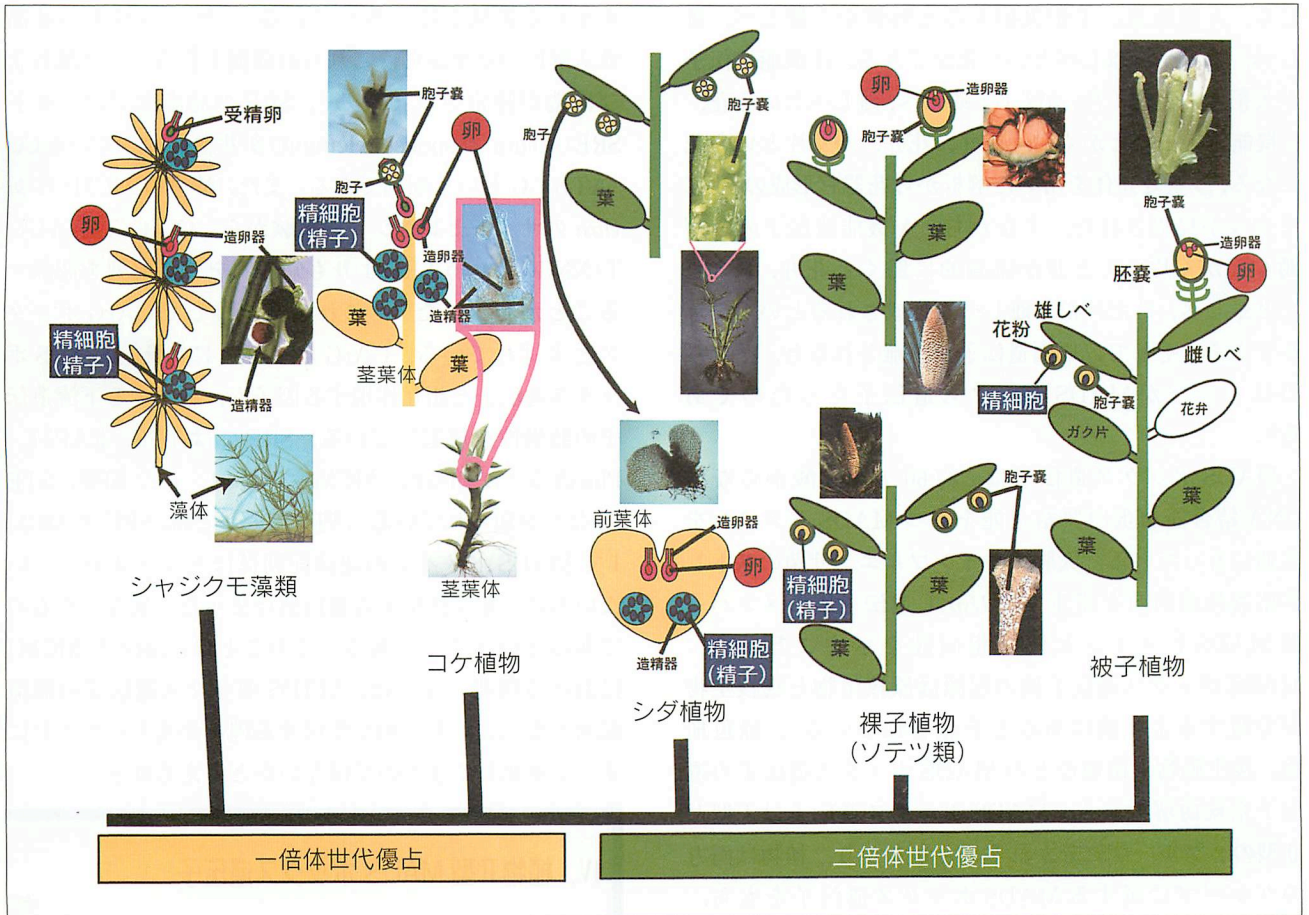 受精卵
卵
造卵器
精細胞
(精子)
造精器
藻体
シャジクモ藻類
胞子嚢
卵
胞子
精細胞
(精子)
造卵器
造精器
葉
葉
茎葉体
茎葉体
コケ植物
胞子嚢
胞子
葉
前葉体
造卵器
卵
造精器
精細胞
(精子)
シダ植物
卵
造卵器
胞子嚢
葉
葉
胞子嚢
精細胞
(精子)
葉
葉
裸子植物
(ソテツ類)
胞子嚢
造卵器
胚嚢
卵
雄しべ
花粉
雌しべ
精細胞
胞子嚢
花弁
ガク片
葉
葉
被子植物
一倍体世代優占
二倍体世代優占